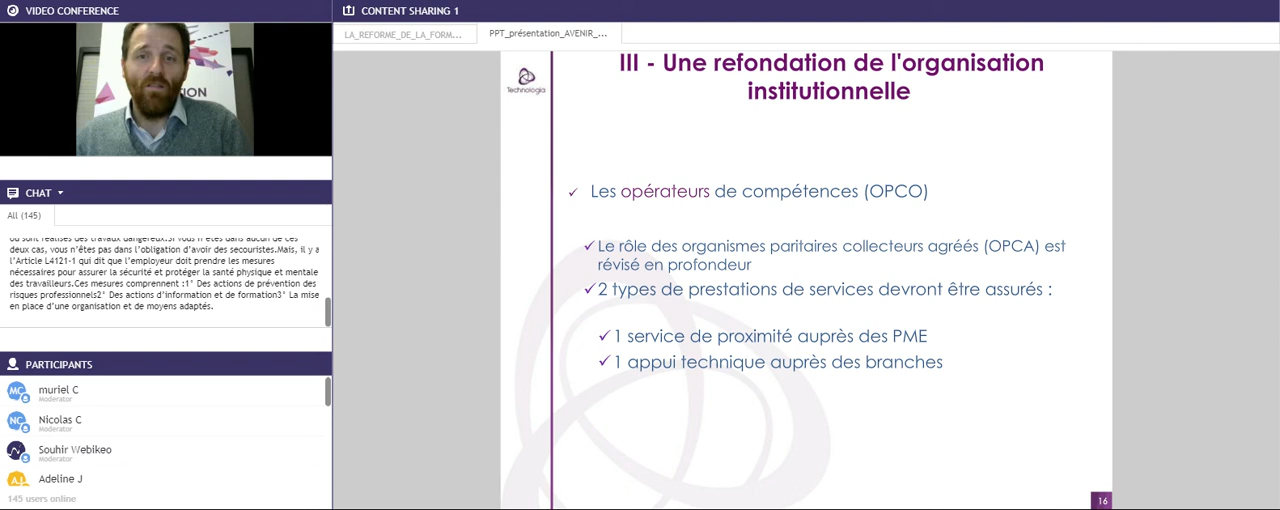 VIDEO CONFERENCE
TION
CHAT
All (145)
deux cas, vous n'êtes pas dans l'obligation d'avoir des secouristes.Mais, il y a
l'Article L4121-1 qui dit que l'employeur doit prendre les mesures
nécessaires pour assurer la sécurité et protéger la santé physique et mentale
des travailleurs.Ces mesures comprennent :1° Des actions de prévention des
risques professionnels2° Des actions d'information et de formation3° La mise
en place d'une organisation et de moyens adaptés.
PARTICIPANTS
MC
muriel C
Moderator
NC
Nicolas C
Moderator
Souhir Webikeo
Moderator
AJ
Adeline J
145 users online
CONTENT SHARING 1
LA_REFORME_DE_LA_FORM...
PPT_présentation_AVENIR_...
Technologia
III - Une refondation de l'organisation
institutionnelle
✓ Les opérateurs de compétences (OPCO)
✓ Le rôle des organismes paritaires collecteurs agréés (OPCA) est
révisé en profondeur
✓ 2 types de prestations de services devront être assurés :
✓ 1 service de proximité auprès des PME
✓ 1 appui technique auprès des branches
16